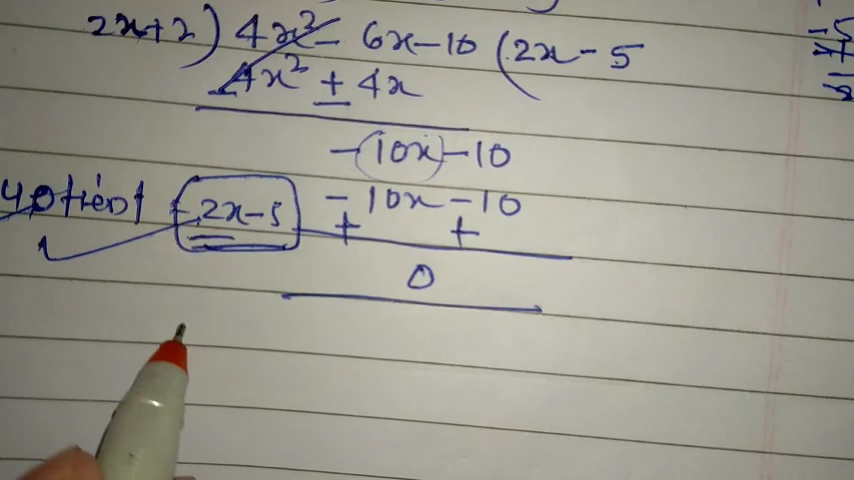 2x+2) 4x² - 6x-10 (2x - 5
4x² + 4x
-
- 10x - 10
quotient = 2x-5
- 10x - 10
+ +
0